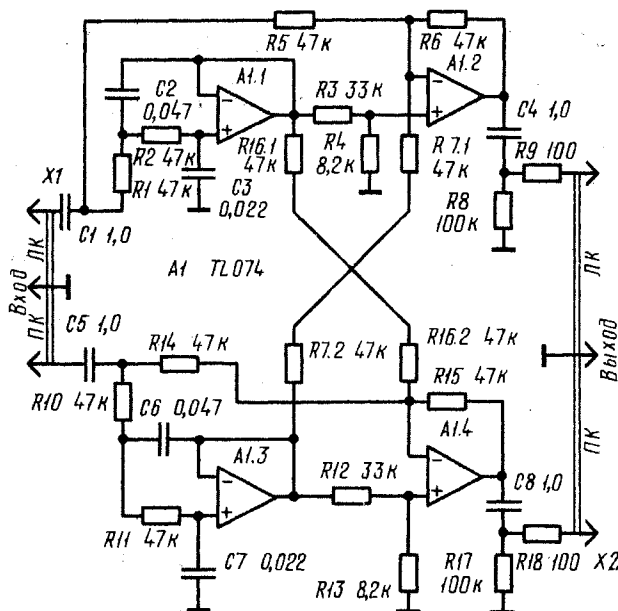 R5 47к
R6 47к
C2
0,047
A1.1
A1.2
R3 33к
C4 1,0
R2 47к
R1 47к
R16.1
47к
R4
8,2к
R7.1
47к
R9 100
X1
C3
0,022
R8
100к
C1 1,0
ЛК
ЛК
A1 TL074
Вход
Выход
ПК
ПК
C5 1,0
R14 47к
R7.2 47к
R16.2 47к
R15 47к
R10 47к
C6 0,047
A1.3
R12 33к
A1.4
C8 1,0
R11 47к
C7 0,022
R13 8,2к
R17
100к
R18 100
X2